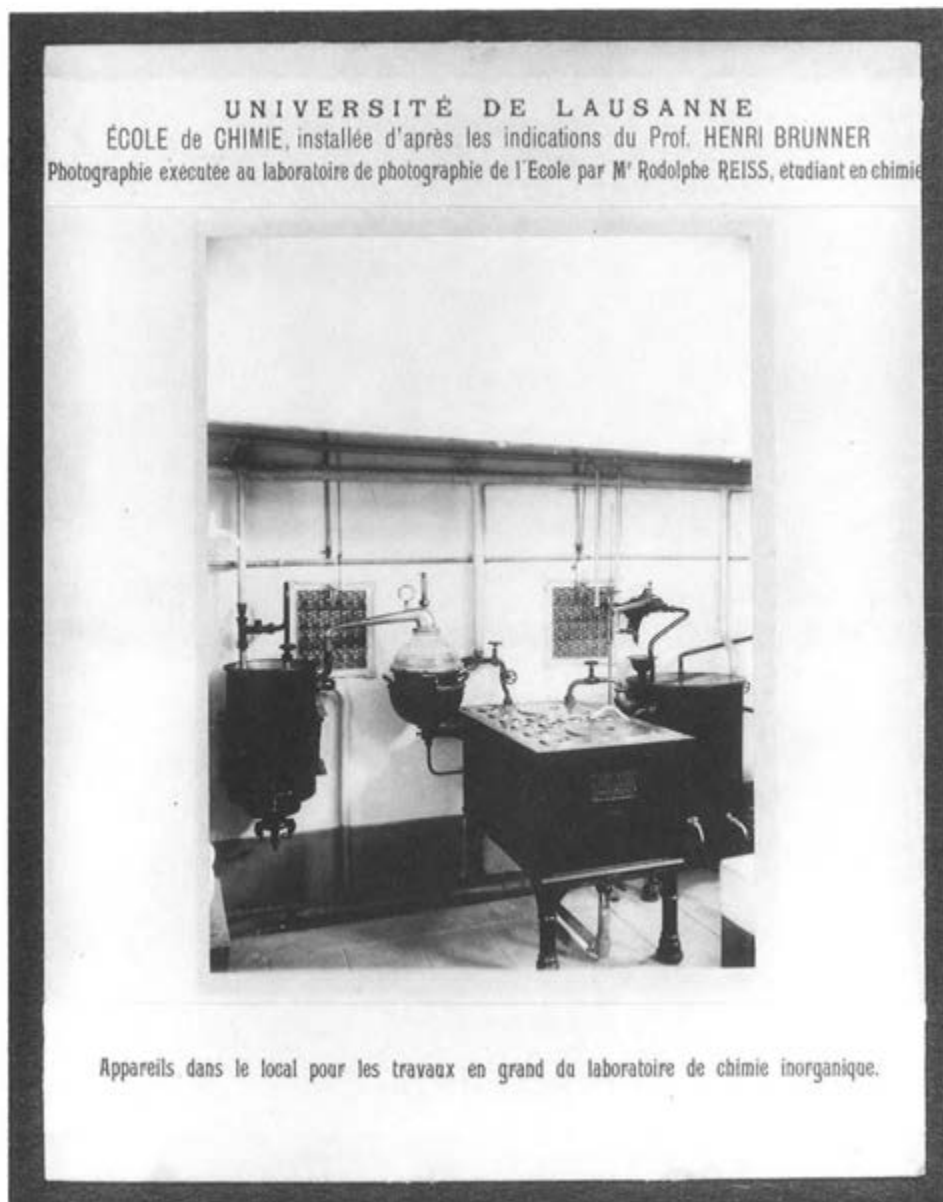 UNIVERSITÉ DE LAUSANNE
ÉCOLE de CHIMIE, installée d'après les indications du Prof. HENRI BRUNNER
Photographie exécutée au laboratoire de photographie de l'Ecole par Mr Rodolphe REISS, étudiant en chimie
Appareils dans le local pour les travaux en grand du laboratoire de chimie inorganique.